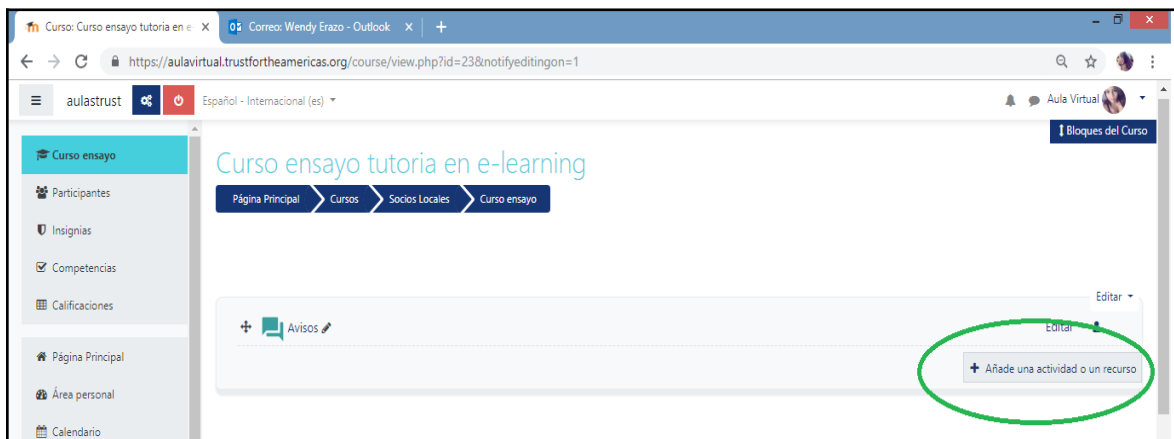 Curso: Curso ensayo tutoria en e
Correo: Wendy Erazo - Outlook
https://aulavirtual.trustfortheamericas.org/course/view.php?id=23&notifyeditingon=1
aulastrust
Español - Internacional (es)
Aula Virtual
Bloques del Curso
Curso ensayo
Participantes
Insignias
Competencias
Calificaciones
Página Principal
Área personal
Calendario
Curso ensayo tutoria en e-learning
Página Principal
Cursos
Socios Locales
Curso ensayo
Editar
Avisos
Editar
Añade una actividad o un recurso